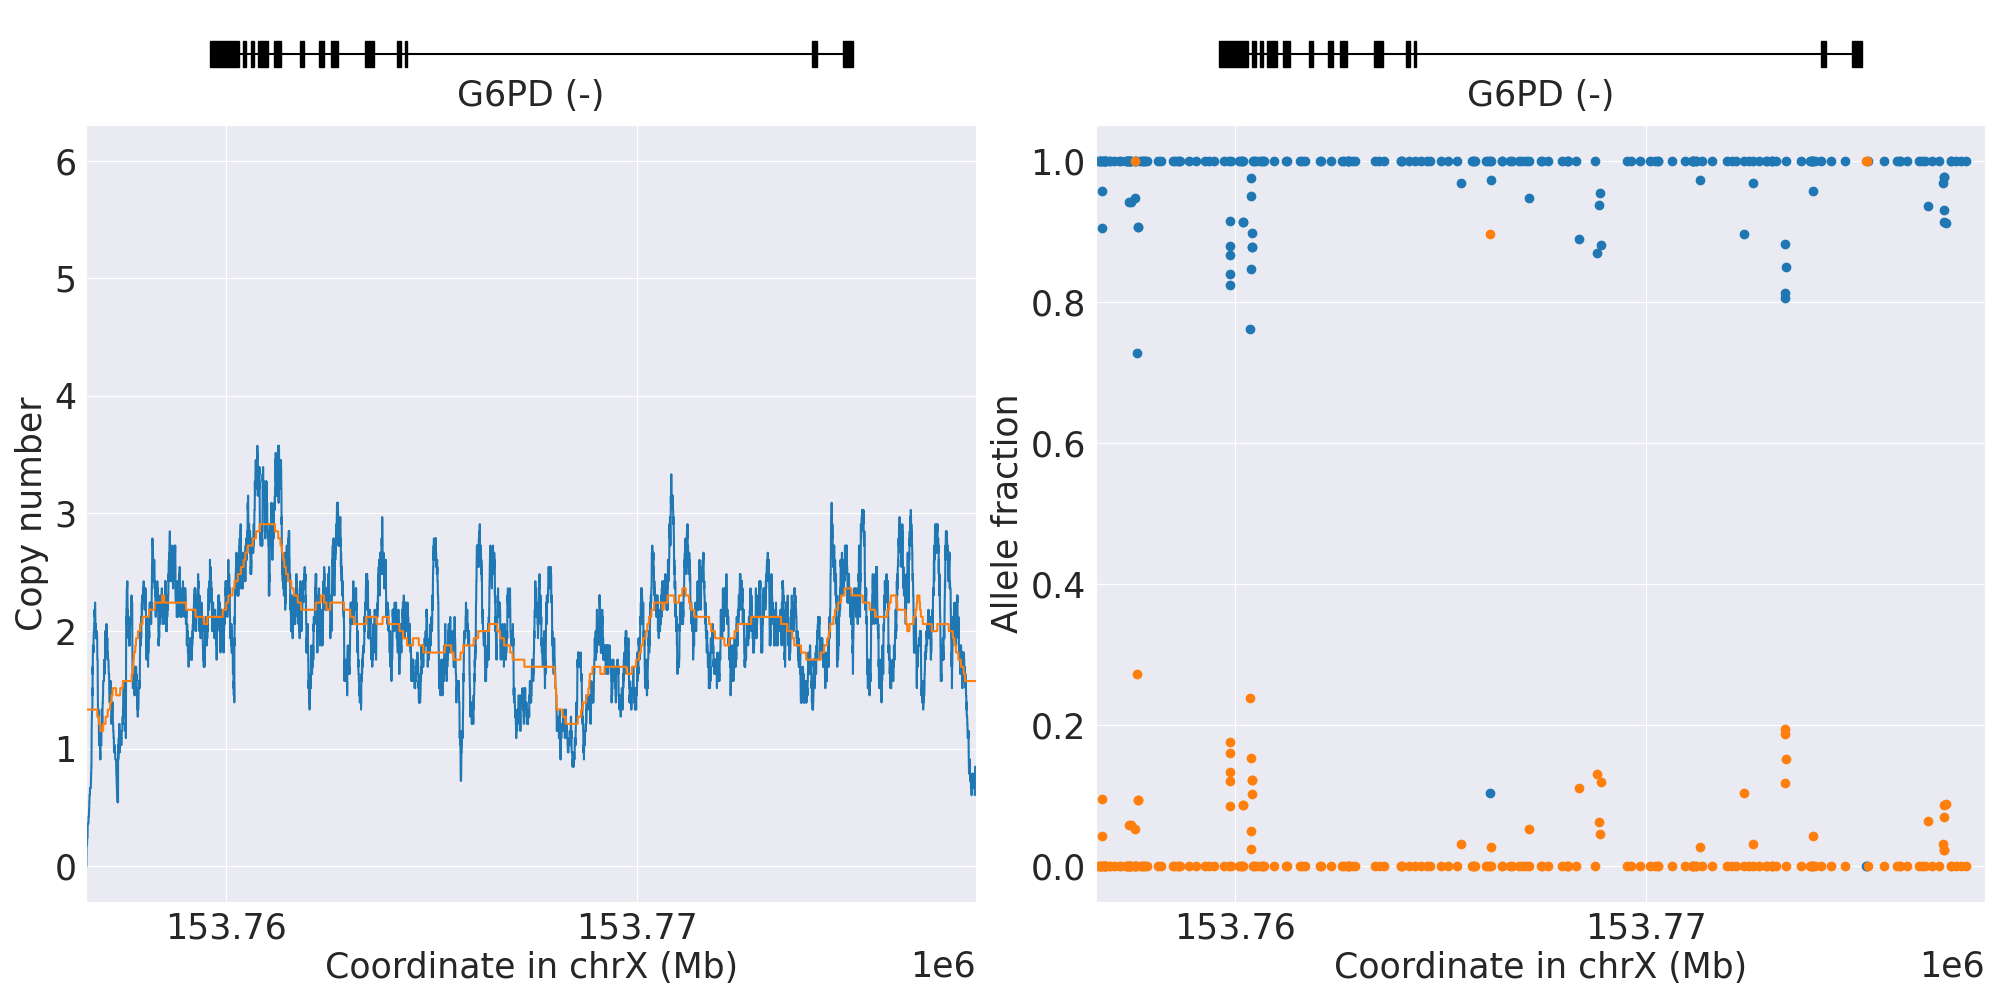 G6PD (-)
6
5
4
3
2
1
0
Copy number
153.76
153.77
Coordinate in chrX (Mb)
1e6
G6PD (-)
1.0
0.8
0.6
0.4
0.2
0.0
Allele fraction
153.76
153.77
Coordinate in chrX (Mb)
1e6